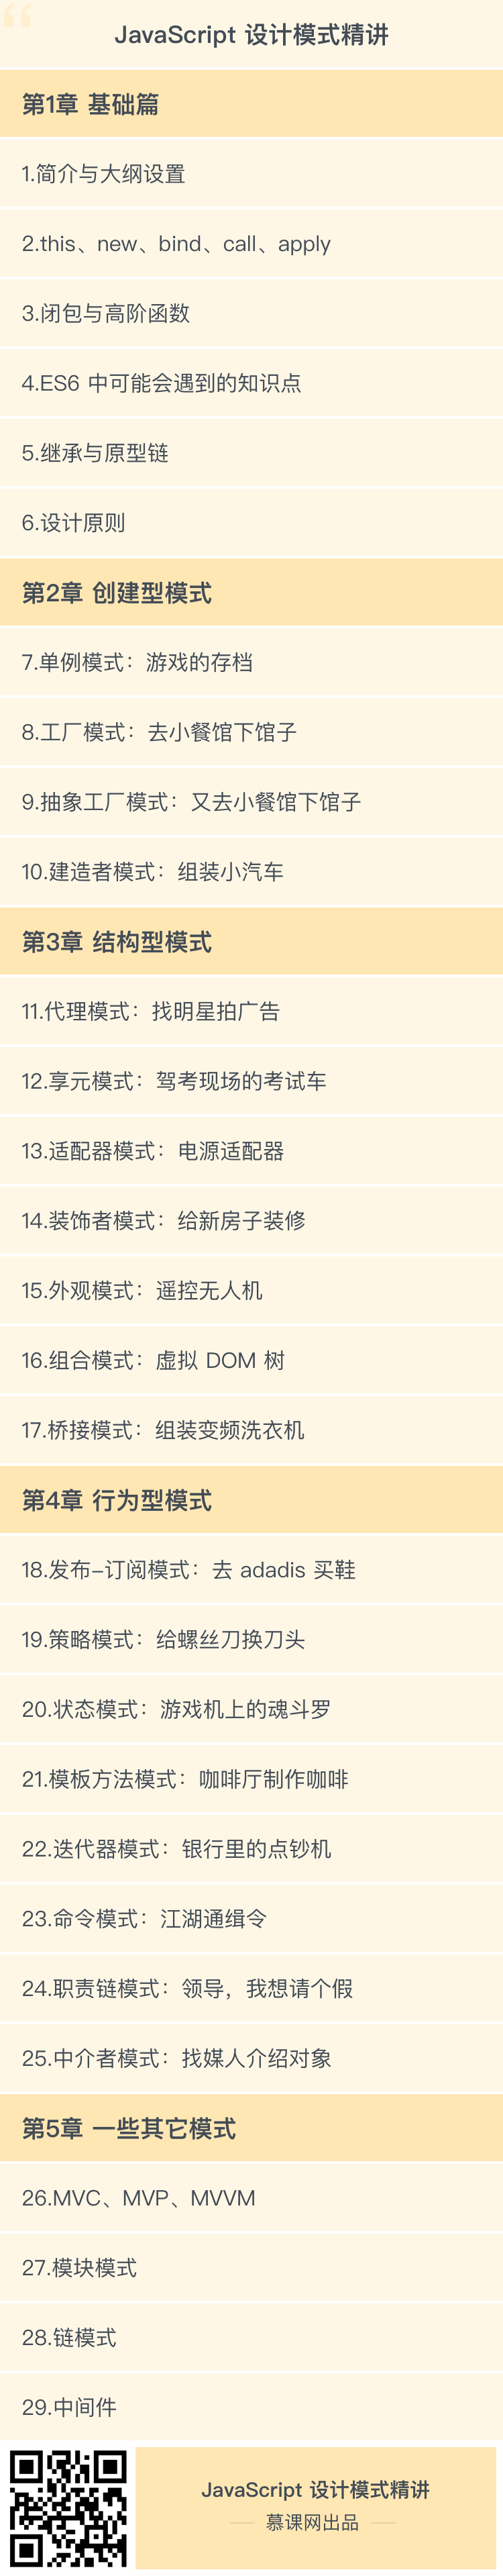 JavaScript 设计模式精讲
第1章 基础篇
1.简介与大纲设置
2.this、new、bind、call、apply
3.闭包与高阶函数
4.ES6 中可能会遇到的知识点
5.继承与原型链
6.设计原则
第2章 创建型模式
7.单例模式：游戏的存档
8.工厂模式：去小餐馆下馆子
9.抽象工厂模式：又去小餐馆下馆子
10.建造者模式：组装小汽车
第3章 结构型模式
11.代理模式：找明星拍广告
12.享元模式：驾考现场的考试车
13.适配器模式：电源适配器
14.装饰者模式：给新房子装修
15.外观模式：遥控无人机
16.组合模式：虚拟 DOM 树
17.桥接模式：组装变频洗衣机
第4章 行为型模式
18.发布-订阅模式：去 adadis 买鞋
19.策略模式：给螺丝刀换刀头
20.状态模式：游戏机上的魂斗罗
21.模板方法模式：咖啡厅制作咖啡
22.迭代器模式：银行里的点钞机
23.命令模式：江湖通缉令
24.职责链模式：领导，我想请个假
25.中介者模式：找媒人介绍对象
第5章 一些其它模式
26.MVC、MVP、MVVM
27.模块模式
28.链模式
29.中间件
JavaScript 设计模式精讲
慕课网出品